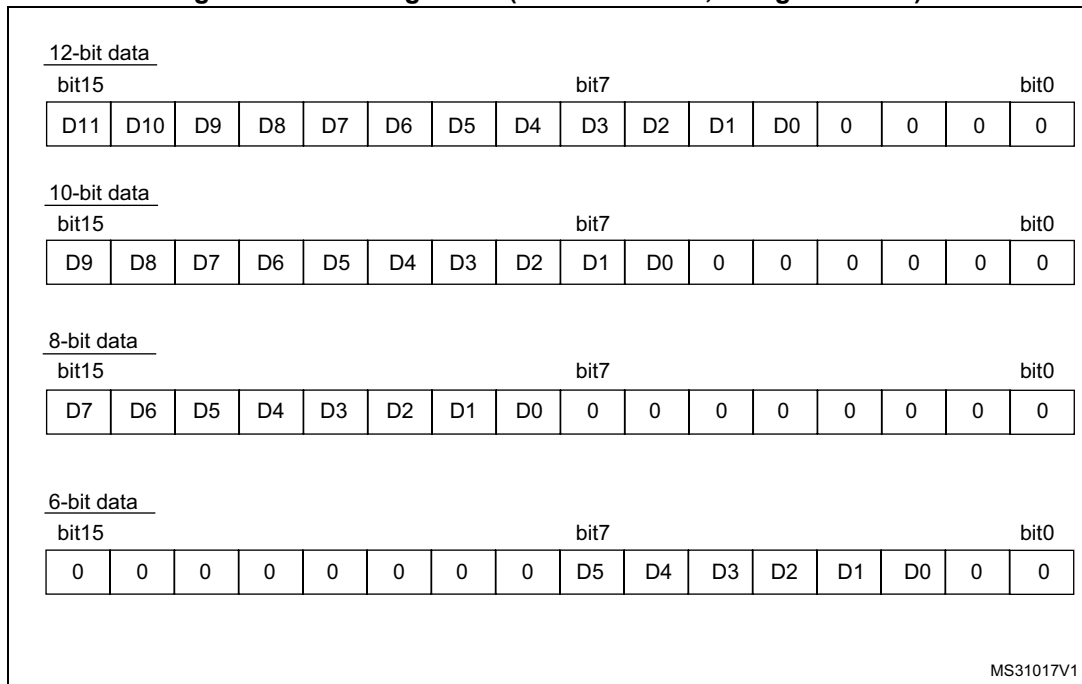 12-bit data
bit15 bit7 bit0
D11 D10 D9 D8 D7 D6 D5 D4 D3 D2 D1 D0 0 0 0 0
10-bit data
bit15 bit7 bit0
D9 D8 D7 D6 D5 D4 D3 D2 D1 D0 0 0 0 0 0 0
8-bit data
bit15 bit7 bit0
D7 D6 D5 D4 D3 D2 D1 D0 0 0 0 0 0 0 0 0
6-bit data
bit15 bit7 bit0
0 0 0 0 0 0 0 0 D5 D4 D3 D2 D1 D0 0 0
MS31017V1